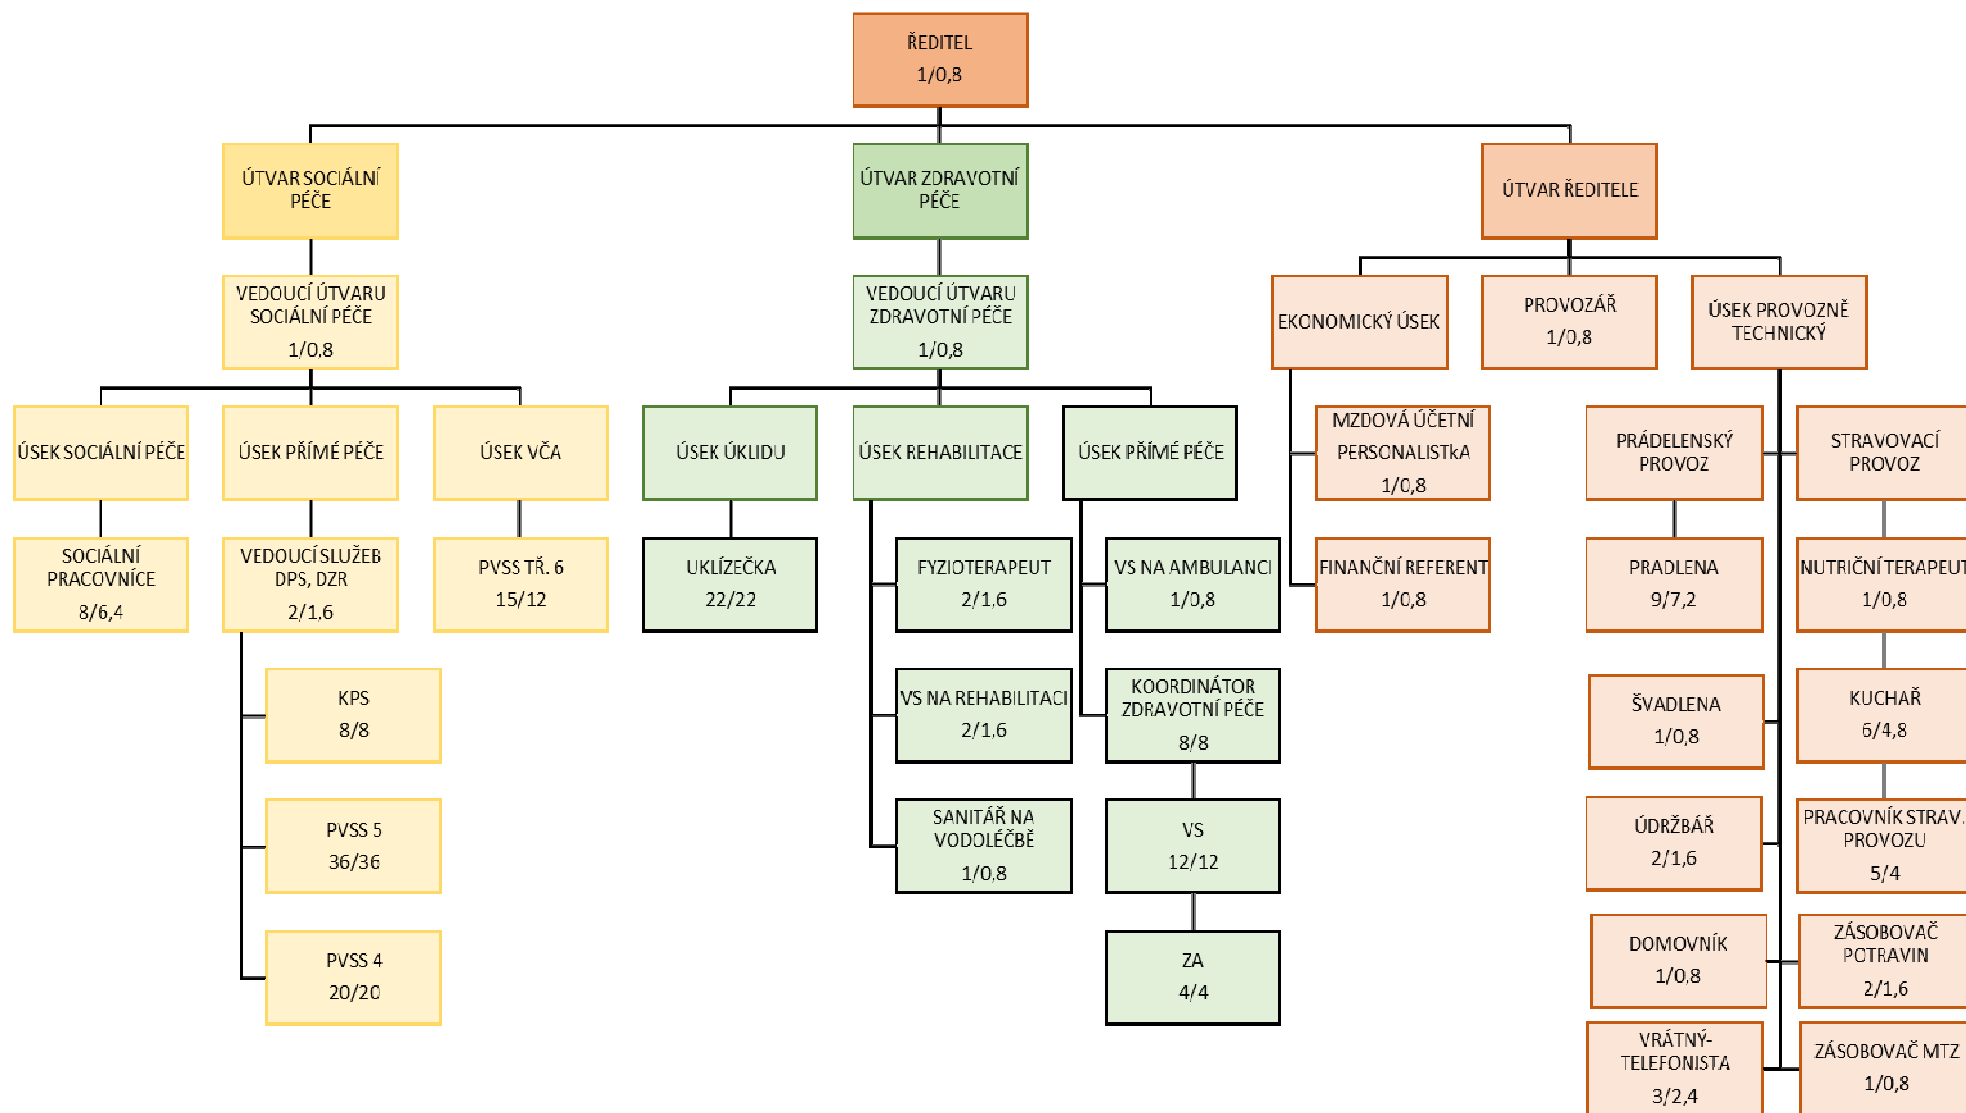 ŘEDITEL
1/0,8
ÚTVAR SOCIÁLNÍ
PÉČE
ÚTVAR ZDRAVOTNÍ
PÉČE
ÚTVAR ŘEDITELE
VEDOUCÍ ÚTVARU
SOCIÁLNÍ PÉČE
1/0,8
VEDOUCÍ ÚTVARU
ZDRAVOTNÍ PÉČE
1/0,8
EKONOMICKÝ ÚSEK
PROVOZÁŘ
1/0,8
ÚSEK PROVOZNĚ
TECHNICKÝ
ÚSEK SOCIÁLNÍ PÉČE
ÚSEK PŘÍMÉ PÉČE
ÚSEK VČA
ÚSEK ÚKLIDU
ÚSEK REHABILITACE
ÚSEK PŘÍMÉ PÉČE
MZDOVÁ ÚČETNÍ
PERSONALISTkA
1/0,8
PRÁDELENSKÝ
PROVOZ
STRAVOVACÍ
PROVOZ
SOCIÁLNÍ
PRACOVNÍCE
8/6,4
VEDOUCÍ SLUŽEB
DPS, DZR
2/1,6
PVSS TŘ. 6
15/12
UKLÍZEČKA
22/22
FYZIOTERAPEUT
2/1,6
VS NA AMBULANCI
1/0,8
FINANČNÍ REFERENT
1/0,8
PRADLENA
9/7,2
NUTRIČNÍ TERAPEUT
1/0,8
KPS
8/8
VS NA REHABILITACI
2/1,6
KOORDINÁTOR
ZDRAVOTNÍ PÉČE
8/8
ŠVADLENA
1/0,8
KUCHAŘ
6/4,8
PVSS 5
36/36
SANITÁŘ NA
VODOLÉČBĚ
1/0,8
VS
12/12
ÚDRŽBÁŘ
2/1,6
PRACOVNÍK STRAV.
PROVOZU
5/4
PVSS 4
20/20
ZA
4/4
DOMOVNÍK
1/0,8
ZÁSOBOVAČ
POTRAVIN
2/1,6
VRÁTNÝ-
TELEFONISTA
3/2,4
ZÁSOBOVAČ MTZ
1/0,8